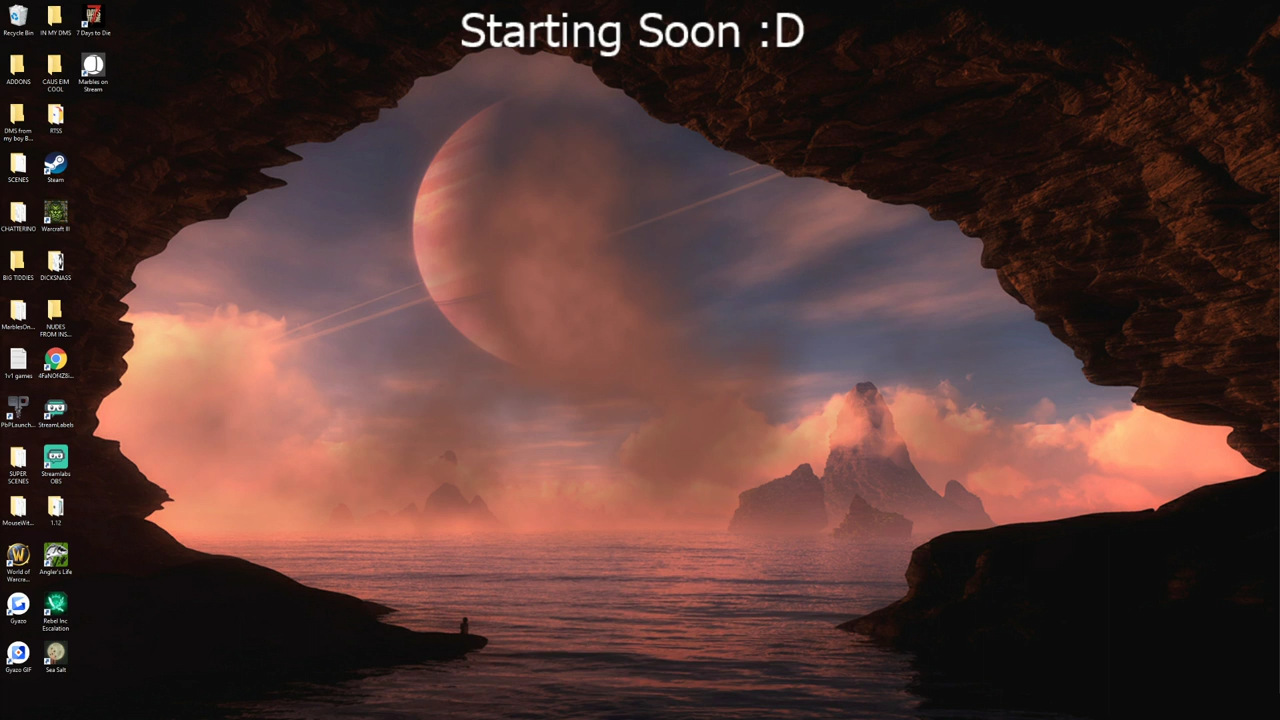 Starting Soon :D
Recycle Bin
IN MY DMS
7 Days to Die
ADDONS
CAUS EIM
COOL
Marbles on
Stream
DMS from
my boy B...
RTSS
SCENES
Steam
CHATTERINO
Warcraft III
BIG TIDDIES
DICKSNASS
MarblesOn...
NUDES
FROM INS...
1v1 games
4FaNOf4Z8i...
PbPLaunch...
StreamLabels
SUPER
SCENES
Streamlabs
OBS
MouseWit...
1.12
World of
Warcra...
Angler's Life
Gyazo
Rebel Inc
Escalation
Gyazo GIF
Sea Salt